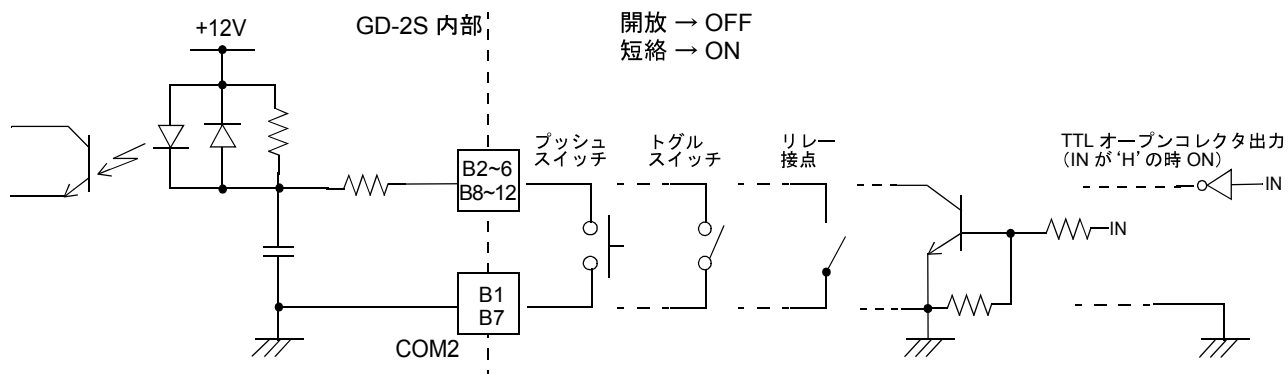 GD-2S 内部
開放 → OFF
短絡 → ON
+12V
プッシュ
スイッチ
トグル
スイッチ
リレー
接点
TTL オープンコレクタ出力
（IN が ‘H’ の時 ON）
B2~6
B8~12
IN
IN
B1
B7
COM2